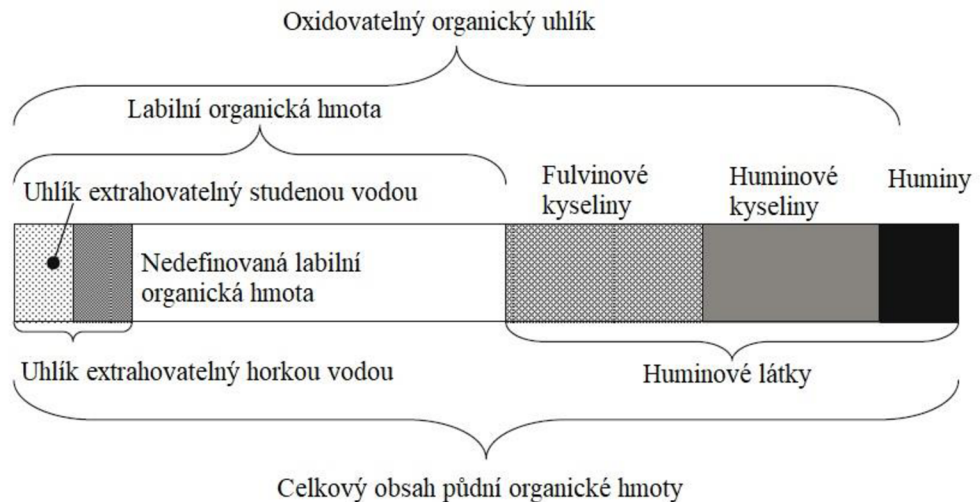 Oxidovatelný organický uhlík
Labilní organická hmota
Uhlík extrahovatelný studenou vodou
Fulvinové
kyseliny
Huminové
kyseliny
Huminy
Nedefinovaná labilní
organická hmota
Uhlík extrahovatelný horkou vodou
Huminové látky
Celkový obsah půdní organické hmoty